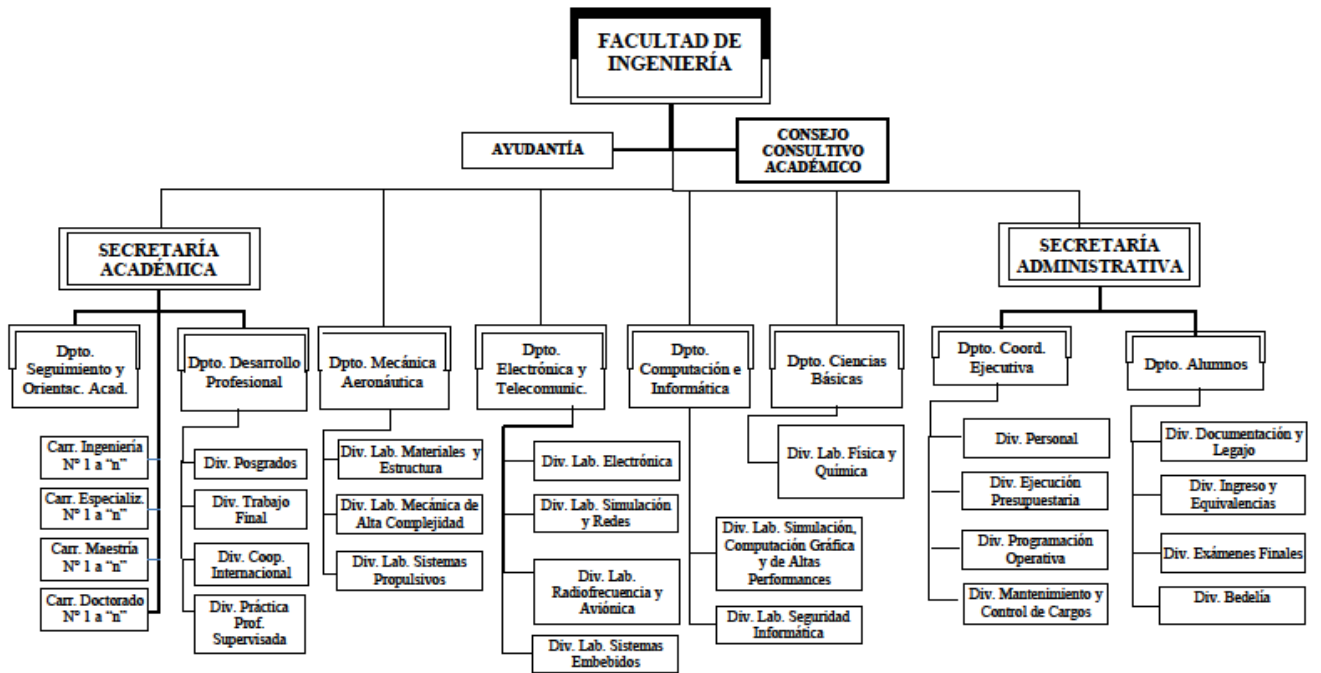 FACULTAD DE
INGENIERÍA
AYUDANTÍA
CONSEJO
CONSULTIVO
ACADÉMICO
SECRETARÍA
ACADÉMICA
SECRETARÍA
ADMINISTRATIVA
Dpto.
Seguimiento y
Orientac. Acad.
Dpto. Desarrollo
Profesional
Dpto. Mecánica
Aeronáutica
Dpto.
Electrónica y
Telecomunic.
Dpto.
Computación e
Informática
Dpto. Ciencias
Básicas
Dpto. Coord.
Ejecutiva
Dpto. Alumnos
Carr. Ingeniería
Nº 1 a “n”
Carr. Especializ.
Nº 1 a “n”
Carr. Maestría
Nº 1 a “n”
Carr. Doctorado
Nº 1 a “n”
Div. Posgrados
Div. Trabajo
Final
Div. Coop.
Internacional
Div. Práctica
Prof.
Supervisada
Div. Lab. Materiales y
Estructura
Div. Lab. Mecánica de
Alta Complejidad
Div. Lab. Sistemas
Propulsivos
Div. Lab. Electrónica
Div. Lab. Simulación
y Redes
Div. Lab.
Radiofrecuencia y
Aviónica
Div. Lab. Sistemas
Embebidos
Div. Lab. Simulación,
Computación Gráfica
y de Altas
Performances
Div. Lab. Seguridad
Informática
Div. Lab. Física y
Química
Div. Personal
Div. Ejecución
Presupuestaria
Div. Programación
Operativa
Div. Mantenimiento y
Control de Cargos
Div. Documentación y
Legajo
Div. Ingreso y
Equivalencias
Div. Exámenes Finales
Div. Bedelía